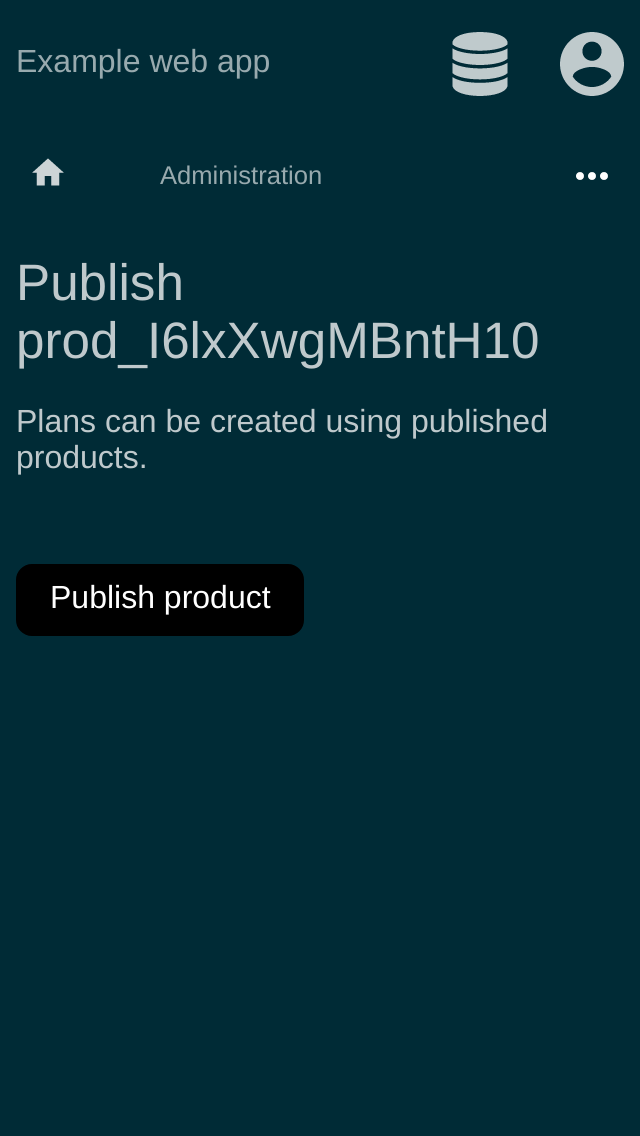 Example web app
Administration
Publish
prod_I6lxXwgMBntH10
Plans can be created using published
products.
Publish product